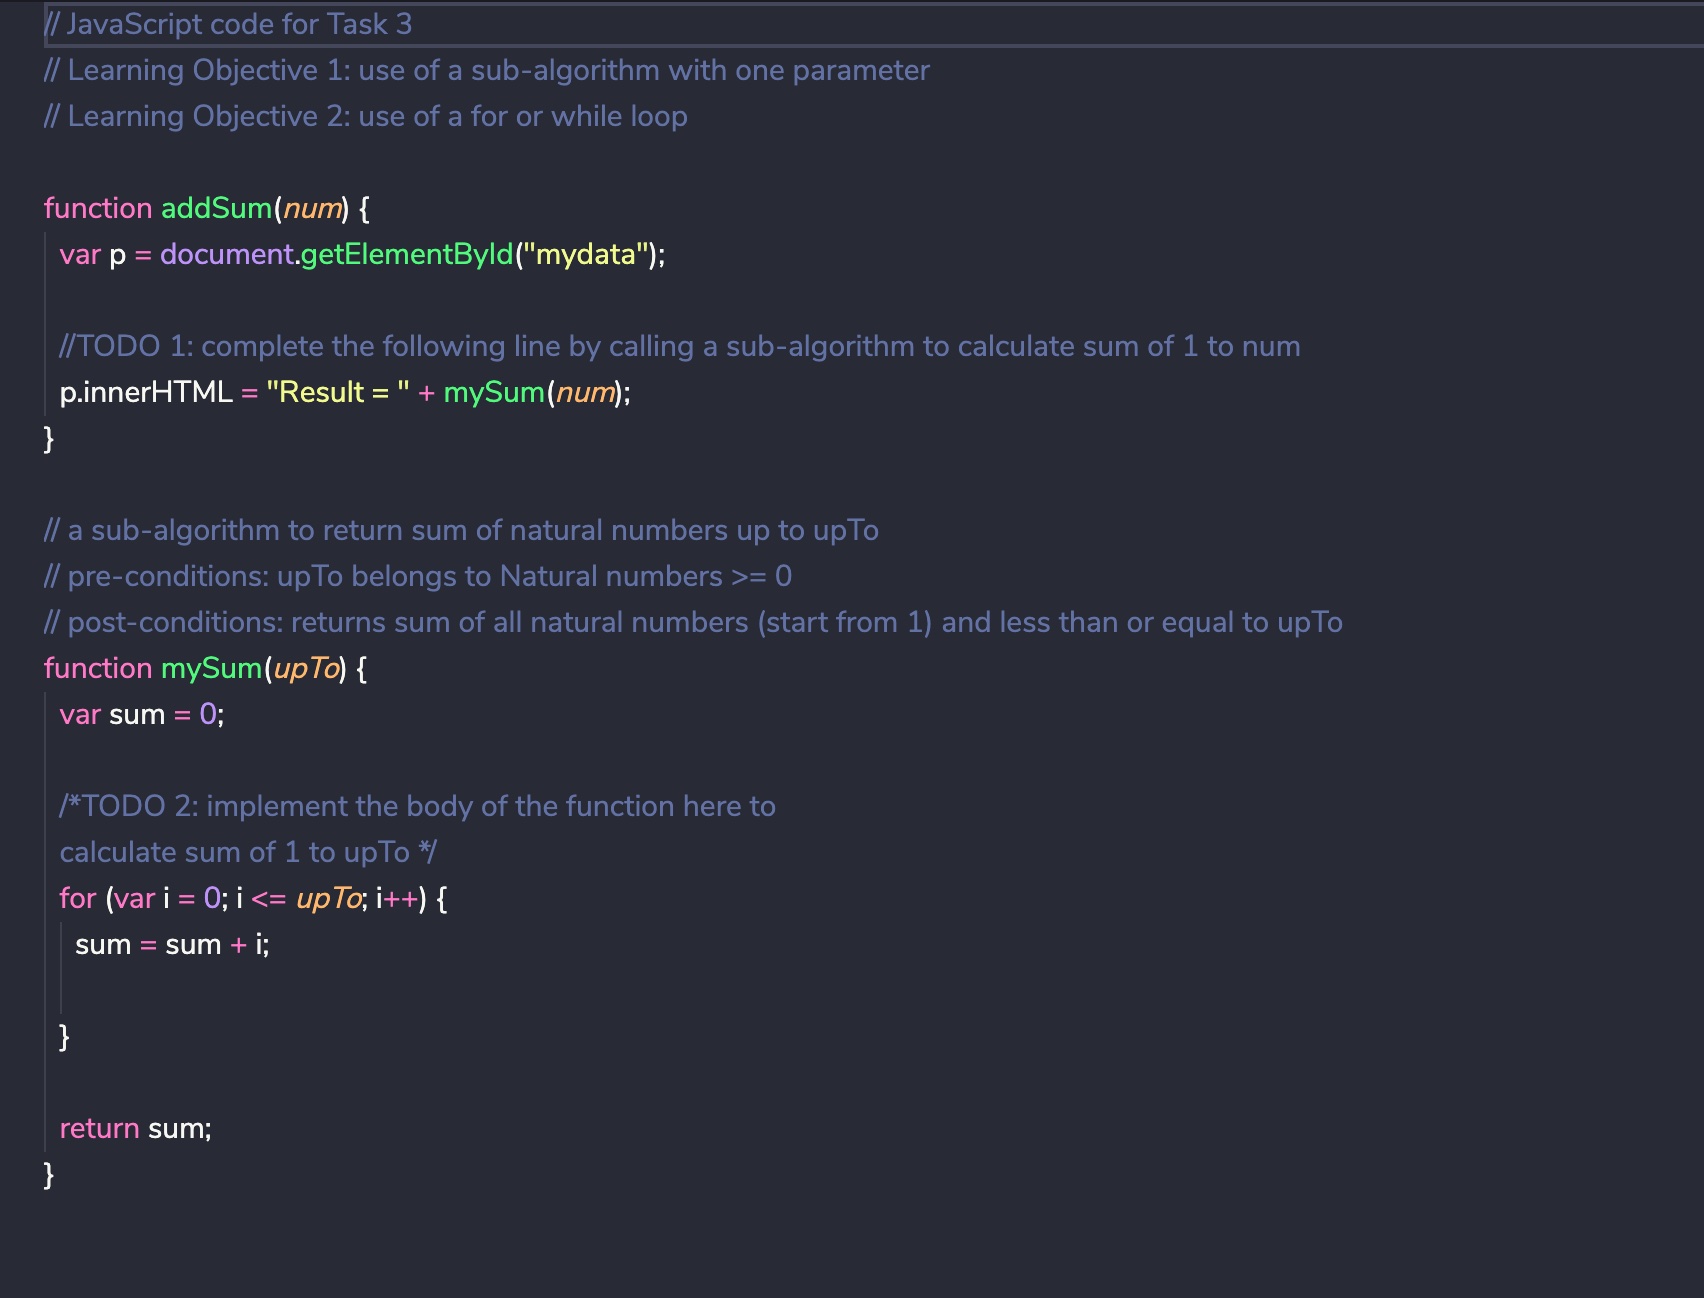 // JavaScript code for Task 3
// Learning Objective 1: use of a sub-algorithm with one parameter
// Learning Objective 2: use of a for or while loop
function addSum(num) {
var p = document.getElementById("mydata");
//TODO 1: complete the following line by calling a sub-algorithm to calculate sum of 1 to num
p.innerHTML = "Result = " + mySum(num);
}
// a sub-algorithm to return sum of natural numbers up to upTo
// pre-conditions: upTo belongs to Natural numbers >= 0
// post-conditions: returns sum of all natural numbers (start from 1) and less than or equal to upTo
function mySum(upTo) {
var sum = 0;
/*TODO 2: implement the body of the function here to
calculate sum of 1 to upTo */
for (var i = 0; i <= upTo; i++) {
sum = sum + i;
}
return sum;
}